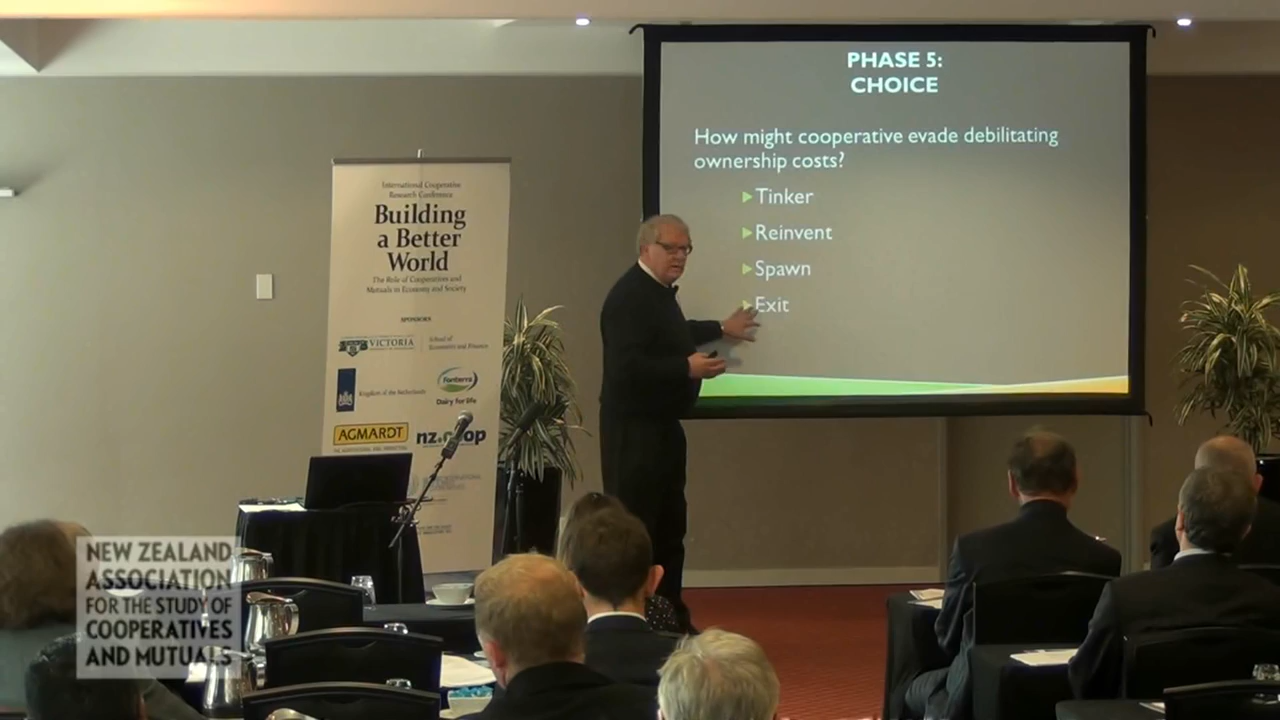 PHASE 5:
CHOICE
How might cooperative evade debilitating
ownership costs?
Tinker
Reinvent
Spawn
Exit
International Cooperative
Research Conference
Building
a Better
World
The Role of Cooperatives and
Mutuals in Economy and Society
SPONSORS
VICTORIA
School of
Economics and Finance
Kingdom of the Netherlands
Fonterra
Dairy for life
AGMARDT
nz.coop
NEW ZEALAND
ASSOCIATION
FOR THE STUDY OF
COOPERATIVES
AND MUTUALS